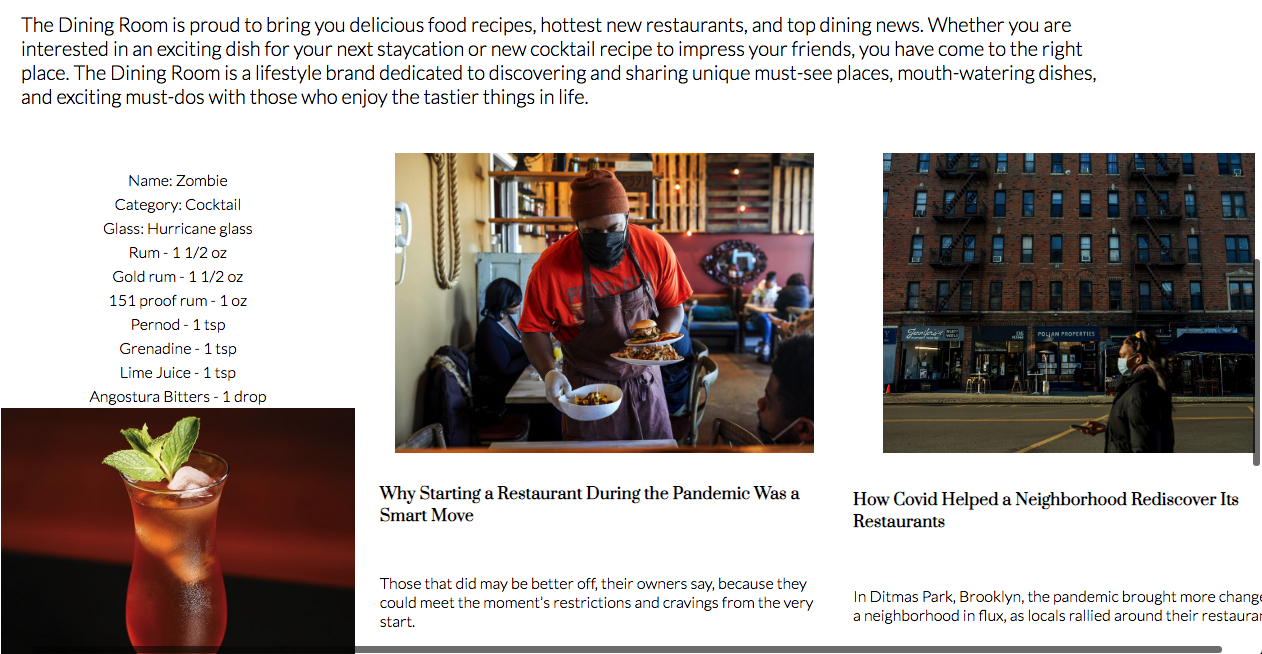 The Dining Room is proud to bring you delicious food recipes, hottest new restaurants, and top dining news. Whether you are
interested in an exciting dish for your next staycation or new cocktail recipe to impress your friends, you have come to the right
place. The Dining Room is a lifestyle brand dedicated to discovering and sharing unique must-see places, mouth-watering dishes,
and exciting must-dos with those who enjoy the tastier things in life.
Name: Zombie
Category: Cocktail
Glass: Hurricane glass
Rum - 1 1/2 oz
Gold rum - 1 1/2 oz
151 proof rum - 1 oz
Pernod - 1 tsp
Grenadine - 1 tsp
Lime Juice - 1 tsp
Angostura Bitters - 1 drop
POLJAN PROPERTIES
Why Starting a Restaurant During the Pandemic Was a
Smart Move
Those that did may be better off, their owners say, because they
could meet the moment's restrictions and cravings from the very
start.
How Covid Helped a Neighborhood Rediscover Its
Restaurants
In Ditmas Park, Brooklyn, the pandemic brought more change
a neighborhood in flux, as locals rallied around their restaurar